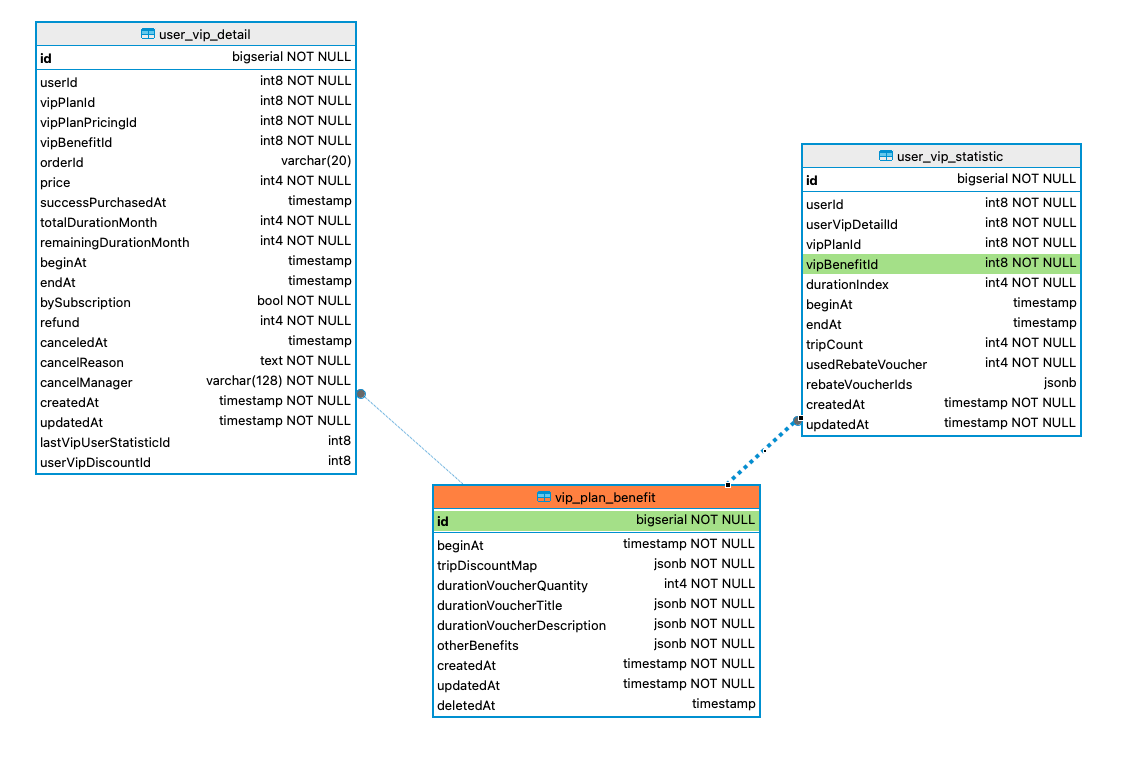 user_vip_detail
id bigserial NOT NULL
userId int8 NOT NULL
vipPlanId int8 NOT NULL
vipPlanPricingId int8 NOT NULL
vipBenefitId int8 NOT NULL
orderId varchar(20)
price int4 NOT NULL
successPurchasedAt timestamp
totalDurationMonth int4 NOT NULL
remainingDurationMonth int4 NOT NULL
beginAt timestamp
endAt timestamp
bySubscription bool NOT NULL
refund int4 NOT NULL
canceledAt timestamp
cancelReason text NOT NULL
cancelManager varchar(128) NOT NULL
createdAt timestamp NOT NULL
updatedAt timestamp NOT NULL
lastVipUserStatisticId int8
userVipDiscountId int8
user_vip_statistic
id bigserial NOT NULL
userId int8 NOT NULL
userVipDetailId int8 NOT NULL
vipPlanId int8 NOT NULL
vipBenefitId int8 NOT NULL
durationIndex int4 NOT NULL
beginAt timestamp
endAt timestamp
tripCount int4 NOT NULL
usedRebateVoucher int4 NOT NULL
rebateVoucherIds jsonb
createdAt timestamp NOT NULL
updatedAt timestamp NOT NULL
vip_plan_benefit
id bigserial NOT NULL
beginAt timestamp NOT NULL
tripDiscountMap jsonb NOT NULL
durationVoucherQuantity int4 NOT NULL
durationVoucherTitle jsonb NOT NULL
durationVoucherDescription jsonb NOT NULL
otherBenefits jsonb NOT NULL
createdAt timestamp NOT NULL
updatedAt timestamp NOT NULL
deletedAt timestamp